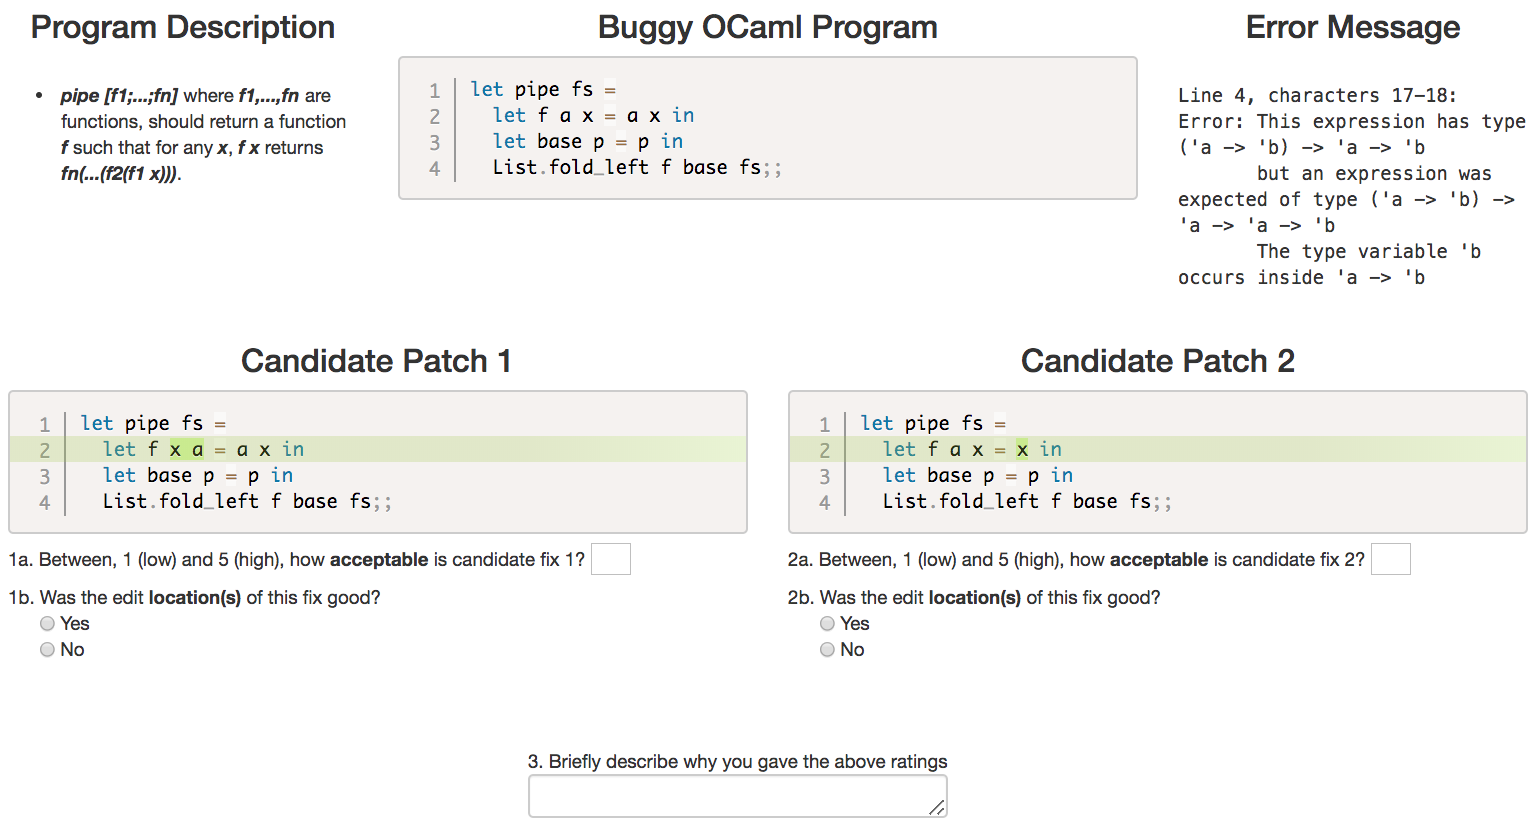 Program Description
Buggy OCaml Program
Error Message
• pipe [f1;...;fn] where f1,...,fn are
functions, should return a function
f such that for any x, f x returns
fn(...(f2(f1 x))).
1 let pipe fs =
2   let f a x = a x in
3   let base p = p in
4   List.fold_left f base fs;;
Line 4, characters 17-18:
Error: This expression has type
('a -> 'b) -> 'a -> 'b
       but an expression was
expected of type ('a -> 'b) ->
'a -> 'a -> 'b
       The type variable 'b
occurs inside 'a -> 'b
Candidate Patch 1
1 let pipe fs =
2   let f x a = a x in
3   let base p = p in
4   List.fold_left f base fs;;
1a. Between, 1 (low) and 5 (high), how acceptable is candidate fix 1?
1b. Was the edit location(s) of this fix good?
Yes
No
Candidate Patch 2
1 let pipe fs =
2   let f a x = x in
3   let base p = p in
4   List.fold_left f base fs;;
2a. Between, 1 (low) and 5 (high), how acceptable is candidate fix 2?
2b. Was the edit location(s) of this fix good?
Yes
No
3. Briefly describe why you gave the above ratings